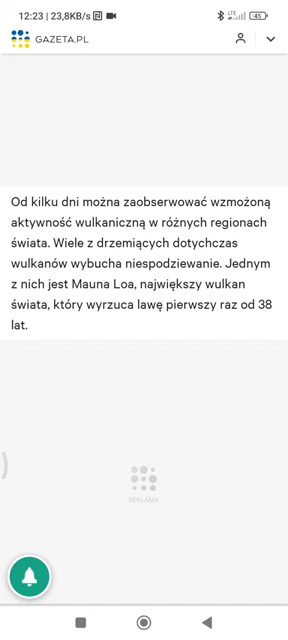 12:23 | 23,8KB/s
LTE
45
GAZETA.PL
Od kilku dni można zaobserwować wzmożoną
aktywność wulkaniczną w różnych regionach
świata. Wiele z drzemiących dotychczas
wulkanów wybucha niespodziewanie. Jednym
z nich jest Mauna Loa, największy wulkan
świata, który wyrzuca lawę pierwszy raz od 38
lat.
REKLAMA